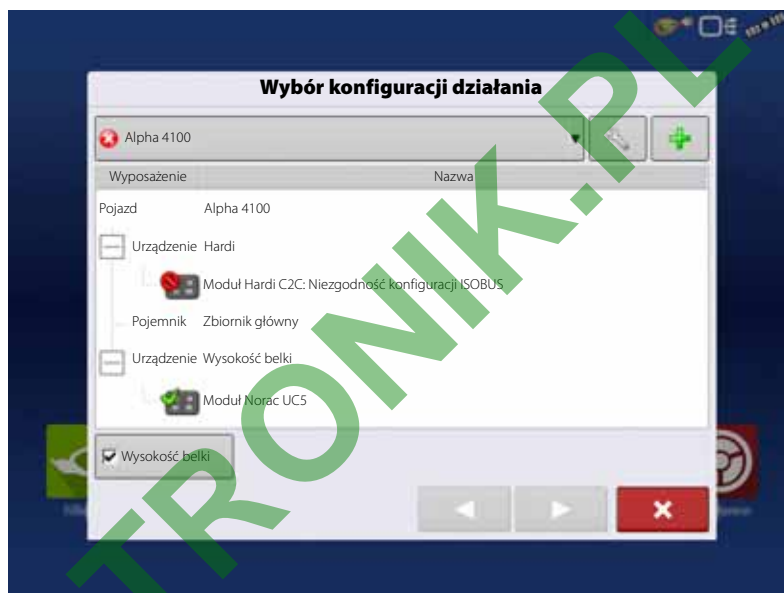 Wybór konfiguracji działania
Alpha 4100
Wyposażenie Nazwa
Pojazd Alpha 4100
Urządzenie Hardi
Moduł Hardi C2C: Niezgodność konfiguracji ISOBUS
Pojemnik Zbiornik główny
Urządzenie Wysokość belki
Moduł Norac UC5
Wysokość belki
TRONIK.PL